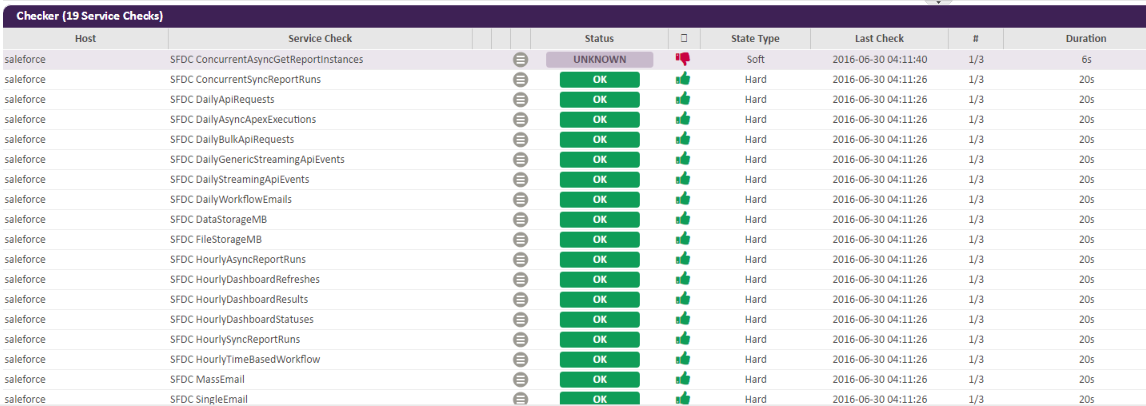 Checker (19 Service Checks)
Host Service Check Status State Type Last Check # Duration
saleforce SFDC ConcurrentAsyncGetReportInstances UNKNOWN Soft 2016-06-30 04:11:40 1/3 6s
saleforce SFDC ConcurrentSyncReportRuns OK Hard 2016-06-30 04:11:26 1/3 20s
saleforce SFDC DailyApiRequests OK Hard 2016-06-30 04:11:26 1/3 20s
saleforce SFDC DailyAsyncApexExecutions OK Hard 2016-06-30 04:11:26 1/3 20s
saleforce SFDC DailyBulkApiRequests OK Hard 2016-06-30 04:11:26 1/3 20s
saleforce SFDC DailyGenericStreamingApiEvents OK Hard 2016-06-30 04:11:26 1/3 20s
saleforce SFDC DailyStreamingApiEvents OK Hard 2016-06-30 04:11:26 1/3 20s
saleforce SFDC DailyWorkflowEmails OK Hard 2016-06-30 04:11:26 1/3 20s
saleforce SFDC DataStorageMB OK Hard 2016-06-30 04:11:26 1/3 20s
saleforce SFDC FileStorageMB OK Hard 2016-06-30 04:11:26 1/3 20s
saleforce SFDC HourlyAsyncReportRuns OK Hard 2016-06-30 04:11:26 1/3 20s
saleforce SFDC HourlyDashboardRefreshes OK Hard 2016-06-30 04:11:26 1/3 20s
saleforce SFDC HourlyDashboardResults OK Hard 2016-06-30 04:11:26 1/3 20s
saleforce SFDC HourlyDashboardStatuses OK Hard 2016-06-30 04:11:26 1/3 20s
saleforce SFDC HourlySyncReportRuns OK Hard 2016-06-30 04:11:26 1/3 20s
saleforce SFDC HourlyTimeBasedWorkflow OK Hard 2016-06-30 04:11:26 1/3 20s
saleforce SFDC MassEmail OK Hard 2016-06-30 04:11:26 1/3 20s
saleforce SFDC SingleEmail OK Hard 2016-06-30 04:11:26 1/3 20s